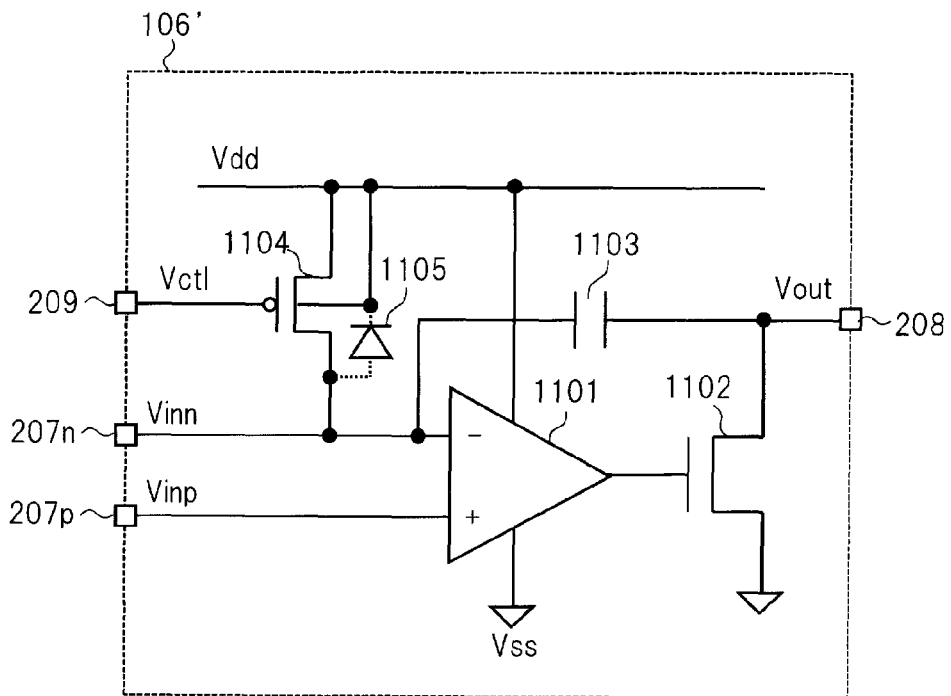 106’
Vdd
1104
1105
1103
209
Vctl
Vout
208
1101
1102
207n
Vinn
−
207p
Vinp
+
Vss